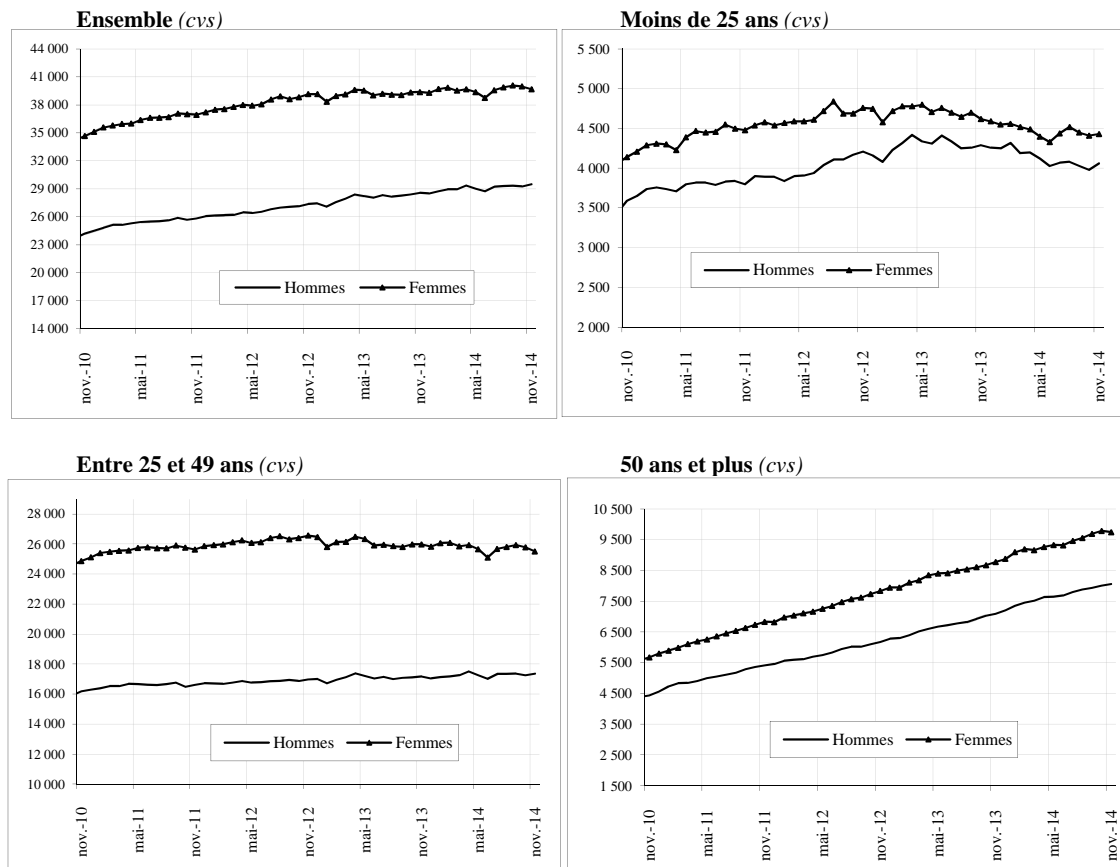 Ensemble (cvs)
44 000
41 000
38 000
35 000
32 000
29 000
26 000
23 000
20 000
17 000
14 000
Hommes
Femmes
nov.-10
mai-11
nov.-11
mai-12
nov.-12
mai-13
nov.-13
mai-14
nov.-14
Moins de 25 ans (cvs)
5 500
5 000
4 500
4 000
3 500
3 000
2 500
2 000
Hommes
Femmes
nov.-10
mai-11
nov.-11
mai-12
nov.-12
mai-13
nov.-13
mai-14
nov.-14
Entre 25 et 49 ans (cvs)
28 000
26 000
24 000
22 000
20 000
18 000
16 000
14 000
12 000
10 000
Hommes
Femmes
nov.-10
mai-11
nov.-11
mai-12
nov.-12
mai-13
nov.-13
mai-14
nov.-14
50 ans et plus (cvs)
10 500
9 500
8 500
7 500
6 500
5 500
4 500
3 500
2 500
1 500
Hommes
Femmes
nov.-10
mai-11
nov.-11
mai-12
nov.-12
mai-13
nov.-13
mai-14
nov.-14